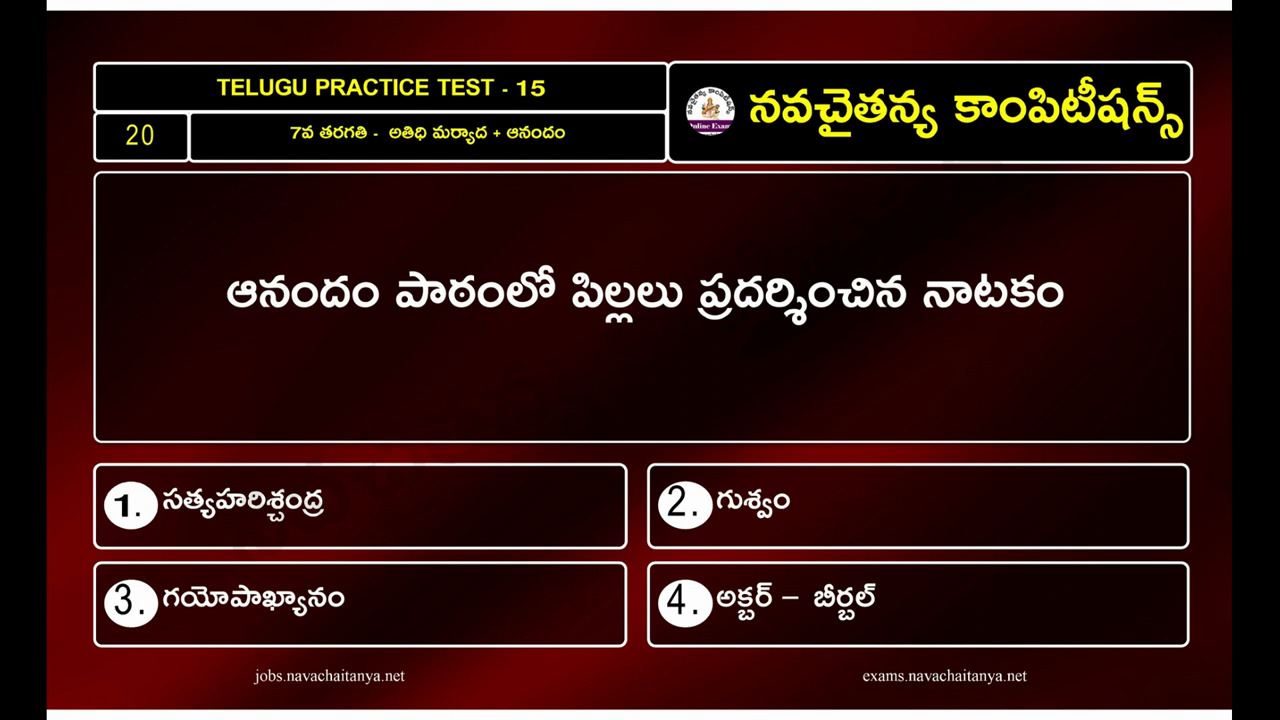 TELUGU PRACTICE TEST - 15
20
7వ తరగతి - అతిధి మర్యాద + ఆనందం
నవచైతన్య కాంపిటీషన్స్
ఆనందం పాఠంలో పిల్లలు ప్రదర్శించిన నాటకం
1. సత్యహరిశ్చంద్ర
2. గుశ్వం
3. గయోపాఖ్యానం
4. అక్బర్ – బీర్బల్
jobs.navachaitanya.net
exams.navachaitanya.net